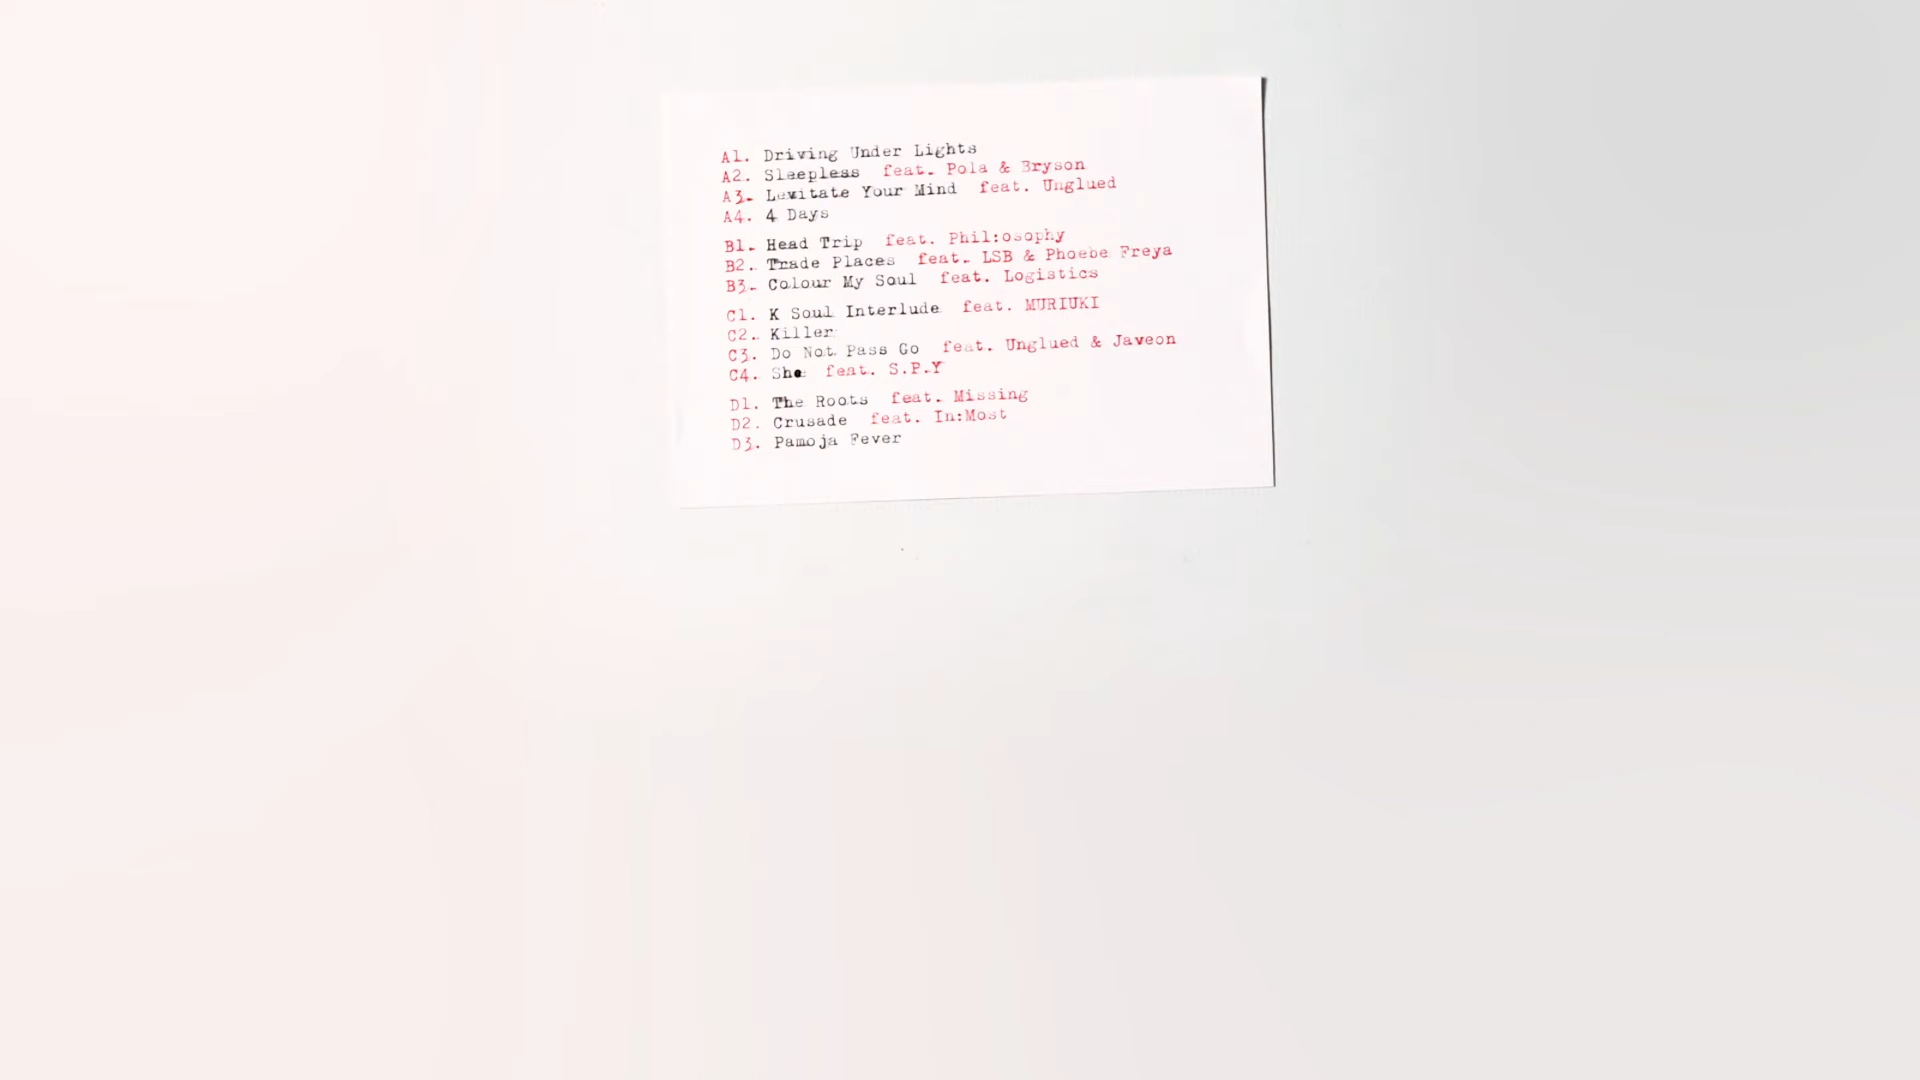 A1. Driving Under Lights
A2. Sleepless feat. Pola & Bryson
A3. Levitate Your Mind feat. Unglued
A4. 4 Days
B1. Head Trip feat. Phil:osophy
B2. Trade Places feat. LSB & Phoebe Freya
B3. Colour My Soul feat. Logistics
C1. K Soul Interlude feat. MURIUKI
C2. Killer
C3. Do Not Pass Go feat. Unglued & Javeon
C4. She feat. S.P.Y
D1. The Roots feat. Missing
D2. Crusade feat. In:Most
D3. Pamoja Fever